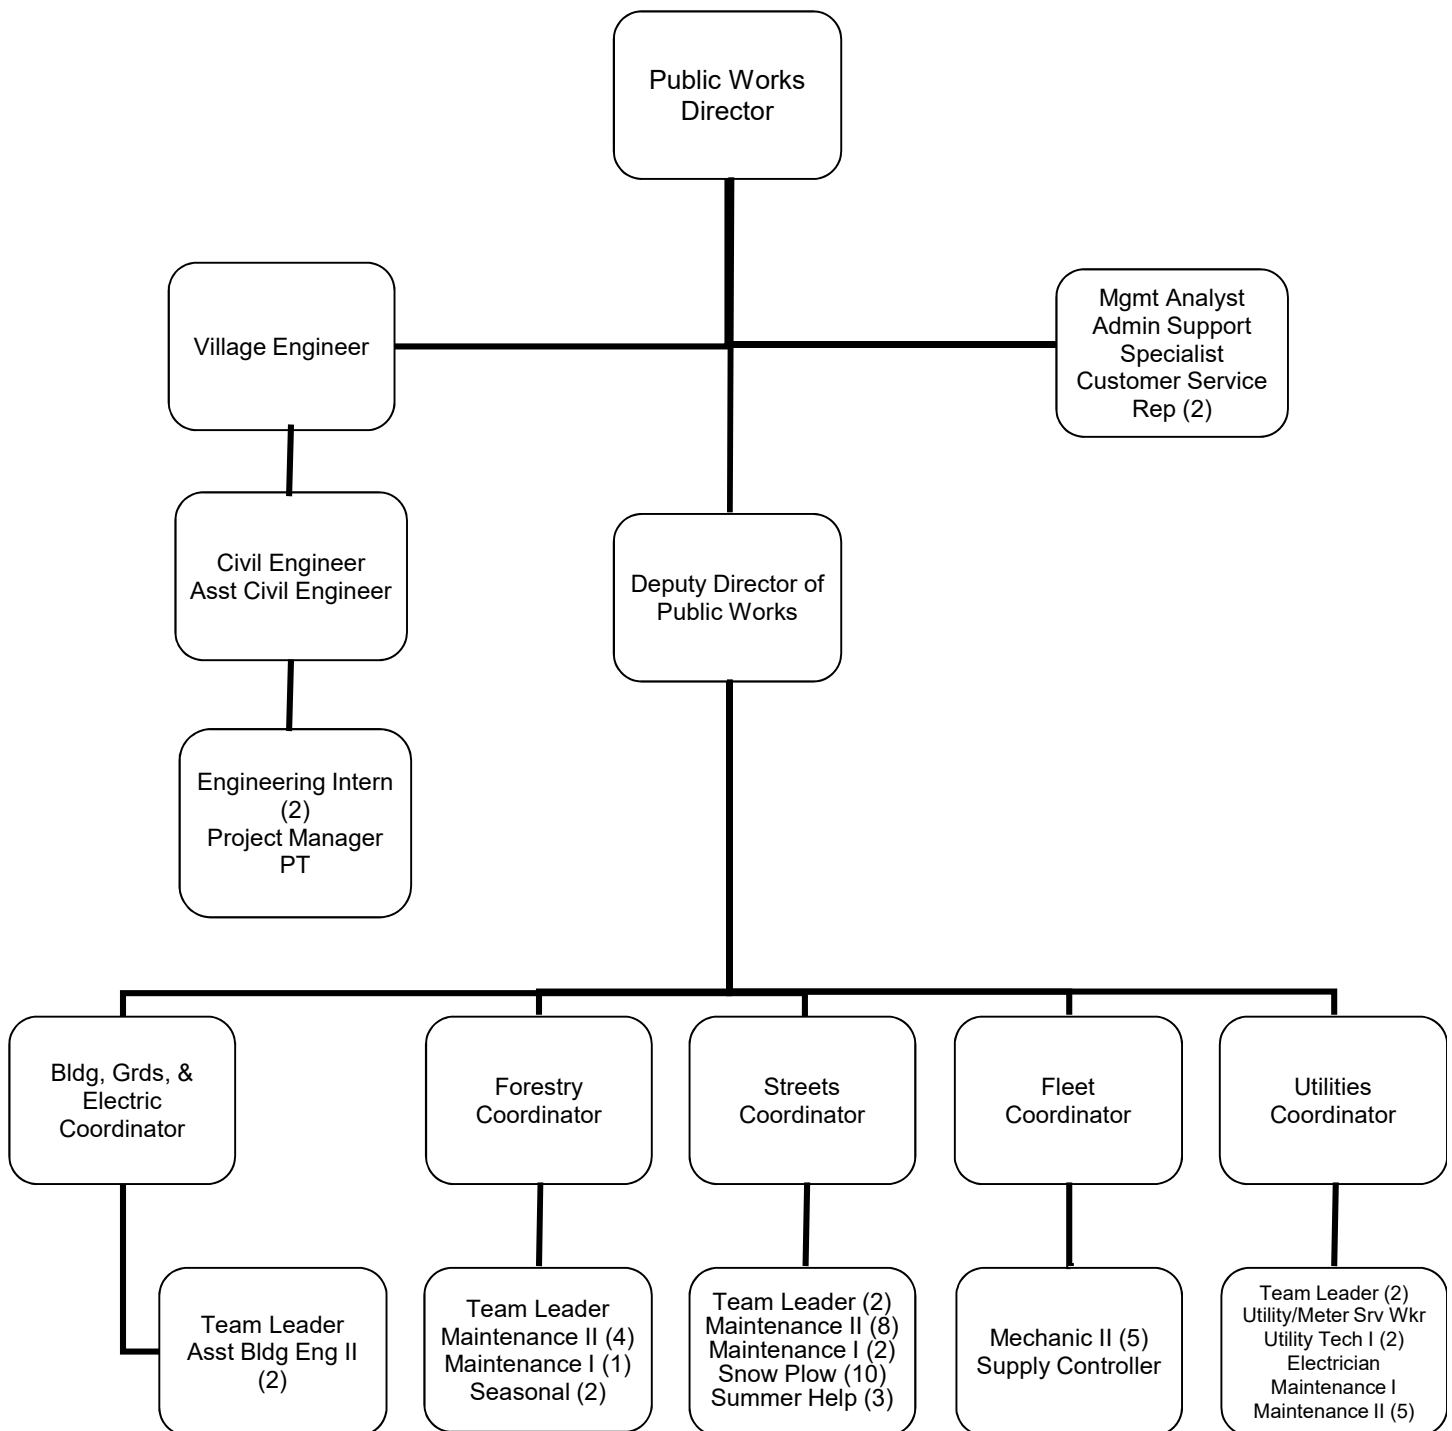 Public Works
Director
Village Engineer
Mgmt Analyst
Admin Support
Specialist
Customer Service
Rep (2)
Civil Engineer
Asst Civil Engineer
Deputy Director of
Public Works
Engineering Intern
(2)
Project Manager
PT
Bldg, Grds, &
Electric
Coordinator
Forestry
Coordinator
Streets
Coordinator
Fleet
Coordinator
Utilities
Coordinator
Team Leader
Asst Bldg Eng II
(2)
Team Leader
Maintenance II (4)
Maintenance I (1)
Seasonal (2)
Team Leader (2)
Maintenance II (8)
Maintenance I (2)
Snow Plow (10)
Summer Help (3)
Mechanic II (5)
Supply Controller
Team Leader (2)
Utility/Meter Srv Wkr
Utility Tech I (2)
Electrician
Maintenance I
Maintenance II (5)